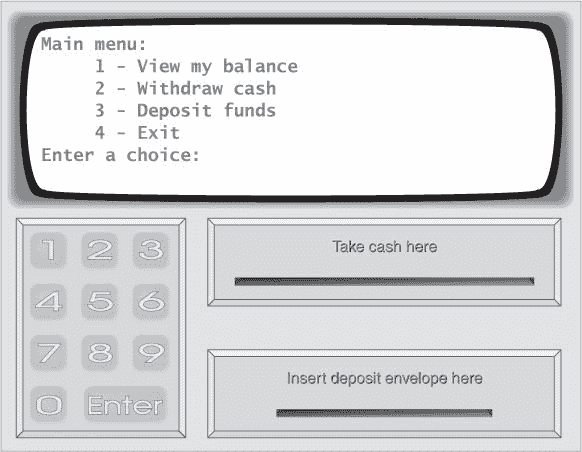 Main menu:
1 - View my balance
2 - Withdraw cash
3 - Deposit funds
4 - Exit
Enter a choice:
1 2 3
4 5 6
7 8 9
0 Enter
Take cash here
Insert deposit envelope here